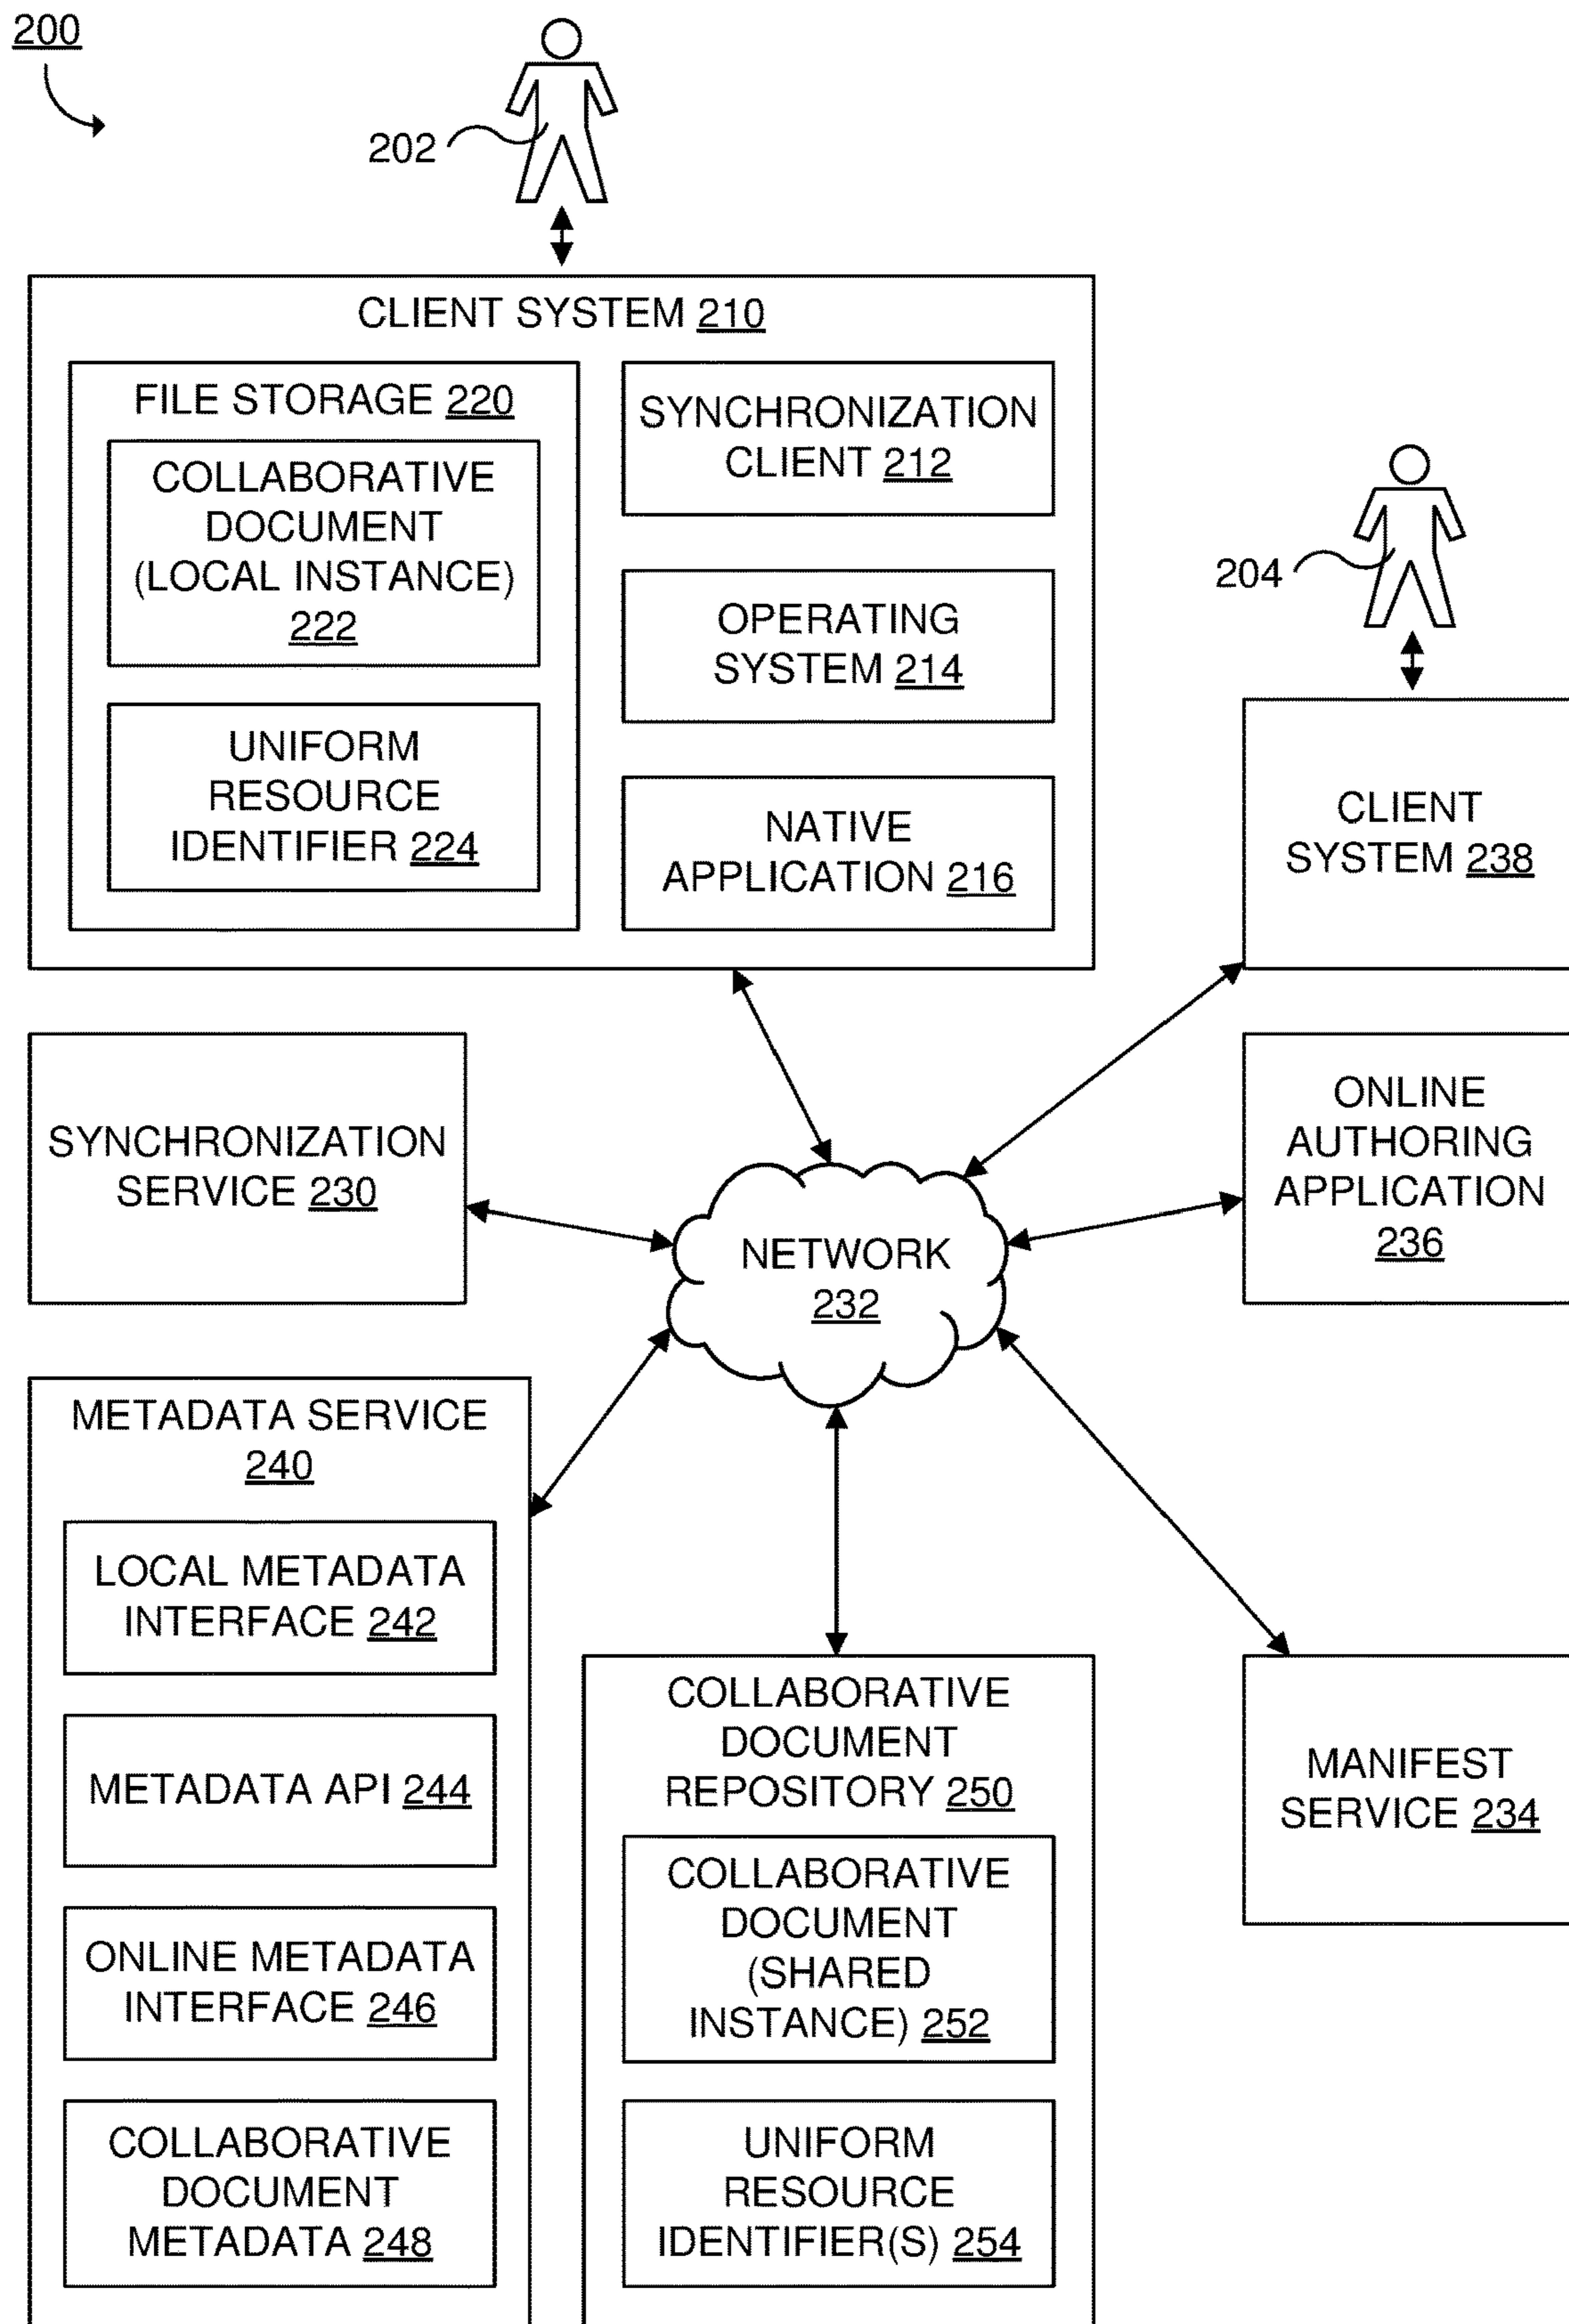 200
202
CLIENT SYSTEM 210
FILE STORAGE 220
COLLABORATIVE
DOCUMENT
(LOCAL INSTANCE)
222
UNIFORM
RESOURCE
IDENTIFIER 224
SYNCHRONIZATION
CLIENT 212
OPERATING
SYSTEM 214
NATIVE
APPLICATION 216
204
CLIENT
SYSTEM 238
SYNCHRONIZATION
SERVICE 230
NETWORK
232
ONLINE
AUTHORING
APPLICATION
236
METADATA SERVICE
240
LOCAL METADATA
INTERFACE 242
METADATA API 244
ONLINE METADATA
INTERFACE 246
COLLABORATIVE
DOCUMENT
METADATA 248
COLLABORATIVE
DOCUMENT
REPOSITORY 250
COLLABORATIVE
DOCUMENT
(SHARED
INSTANCE) 252
UNIFORM
RESOURCE
IDENTIFIER(S) 254
MANIFEST
SERVICE 234